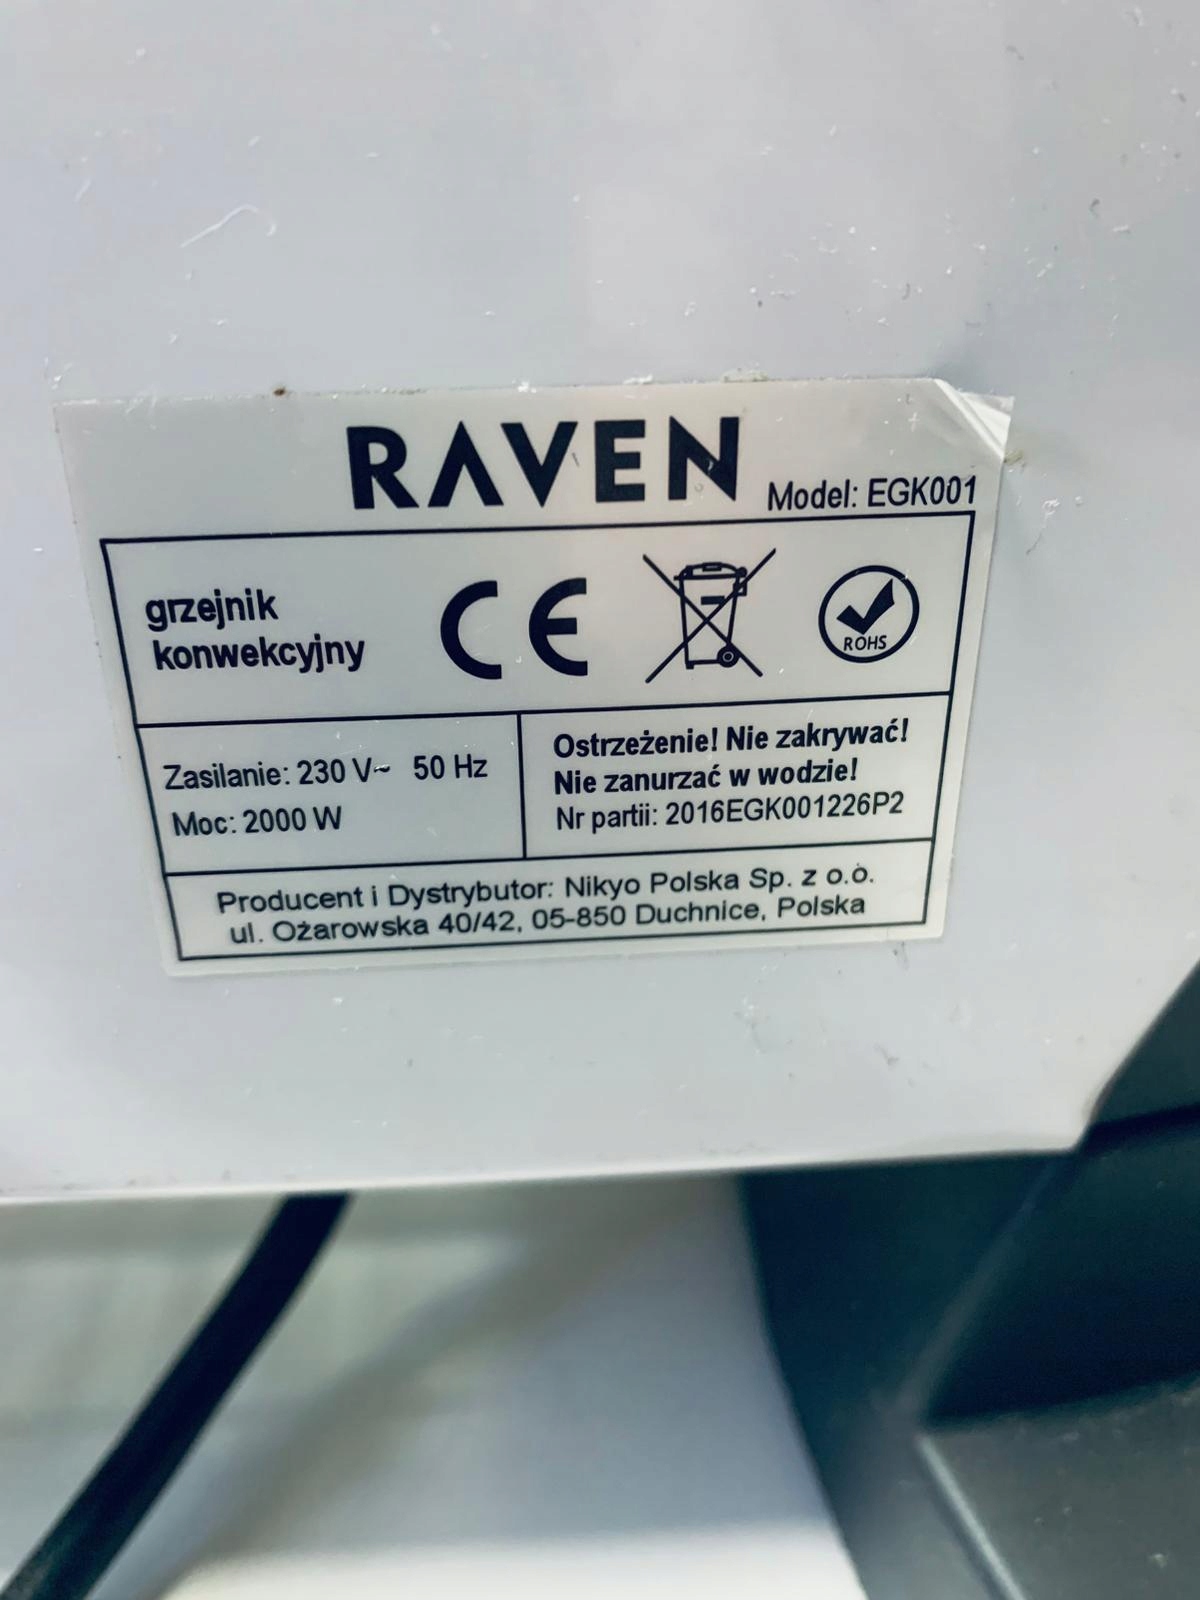 RAVEN Model: EGK001
grzejnik
konwekcyjny
CE
ROHS
Zasilanie: 230 V~ 50 Hz
Moc: 2000 W
Ostrzeżenie! Nie zakrywać!
Nie zanurzać w wodzie!
Nr partii: 2016EGK001226P2
Producent i Dystrybutor: Nikyo Polska Sp. z o.o.
ul. Ożarowska 40/42, 05-850 Duchnice, Polska